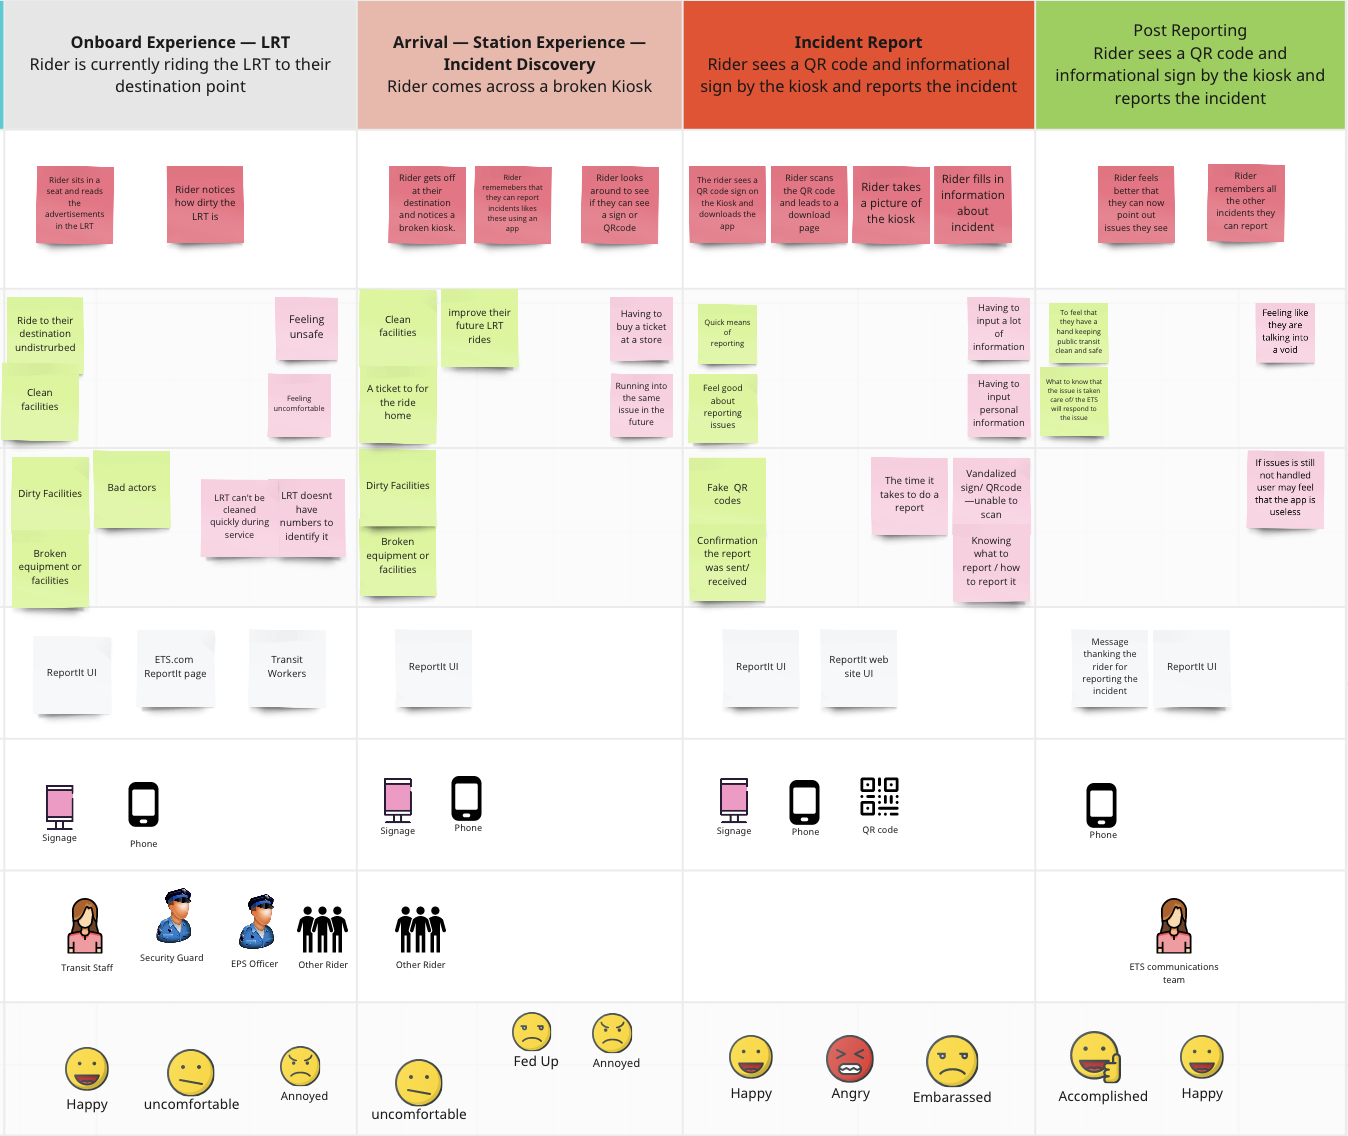 Onboard Experience — LRT
Rider is currently riding the LRT to their
destination point
Arrival — Station Experience —
Incident Discovery
Rider comes across a broken Kiosk
Incident Report
Rider sees a QR code and informational
sign by the kiosk and reports the incident
Post Reporting
Rider sees a QR code and
informational sign by the kiosk and
reports the incident
Rider sits in a
seat and reads
the
advertisements
in the LRT
Rider notices
how dirty the
LRT is
Rider gets off
at their
destination
and notices a
broken kiosk.
Rider
rememebers that
they can report
incidents likes
these using an
app
Rider looks
around to see
if they can see
a sign or
QRcode
The rider sees a
QR code sign on
the Kiosk and
downloads the
app
Rider scans
the QR code
and leads to a
download
page
Rider takes
a picture of
the kiosk
Rider fills in
information
about
incident
Rider feels
better that
they can now
point out
issues they see
Rider
remembers all
the other
incidents they
can report
Ride to their
destination
undistrurbed
Clean
facilities
Feeling
unsafe
Feeling
uncomfortable
Clean
facilities
improve their
future LRT
rides
A ticket to for
the ride
home
Having to
buy a ticket
at a store
Running into
the same
issue in the
future
Quick means
of
reporting
Feel good
about
reporting
issues
Having to
input a lot
of
information
Having to
input
personal
information
To feel that
they have a
hand keeping
public transit
clean and safe
What to know that
the issue is taken
care of/ the ETS
will respond to
the issue
Feeling like
they are
talking into
a void
Dirty Facilities
Bad actors
Broken
equipment or
facilities
LRT can't be
cleaned
quickly during
service
LRT doesnt
have
numbers to
identify it
Dirty Facilities
Broken
equipment or
facilities
Fake QR
codes
Confirmation
the report
was sent/
received
The time it
takes to do a
report
Vandalized
sign/ QRcode
—unable to
scan
Knowing
what to
report / how
to report it
If issues is still
not handled
user may feel
that the app is
useless
ReportIt UI
ETS.com
ReportIt page
Transit
Workers
ReportIt UI
ReportIt UI
ReportIt web
site UI
Message
thanking the
rider for
reporting the
incident
ReportIt UI
Signage
Phone
Signage
Phone
Signage
Phone
QR code
Phone
Transit Staff
Security Guard
EPS Officer
Other Rider
Other Rider
ETS communications
team
Happy
uncomfortable
Annoyed
uncomfortable
Fed Up
Annoyed
Happy
Angry
Embarassed
Accomplished
Happy